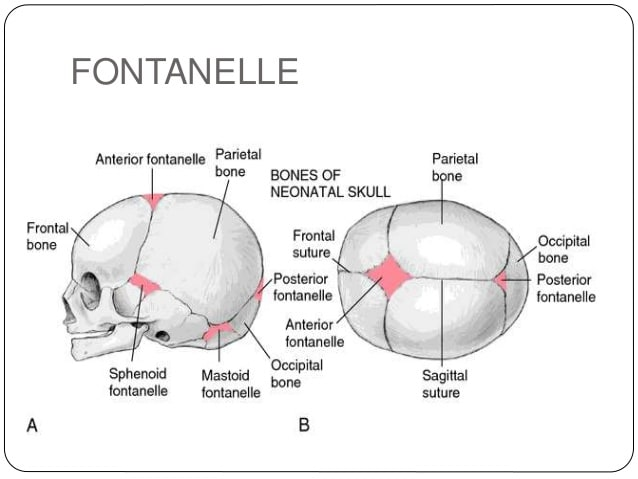 FONTANELLE
Anterior fontanelle
Parietal
bone
BONES OF
NEONATAL SKULL
Parietal
bone
Frontal
bone
Frontal
suture
Occipital
bone
Posterior
fontanelle
Posterior
fontanelle
Anterior
fontanelle
Sphenoid
fontanelle
Mastoid
fontanelle
Occipital
bone
Sagittal
suture
A
B